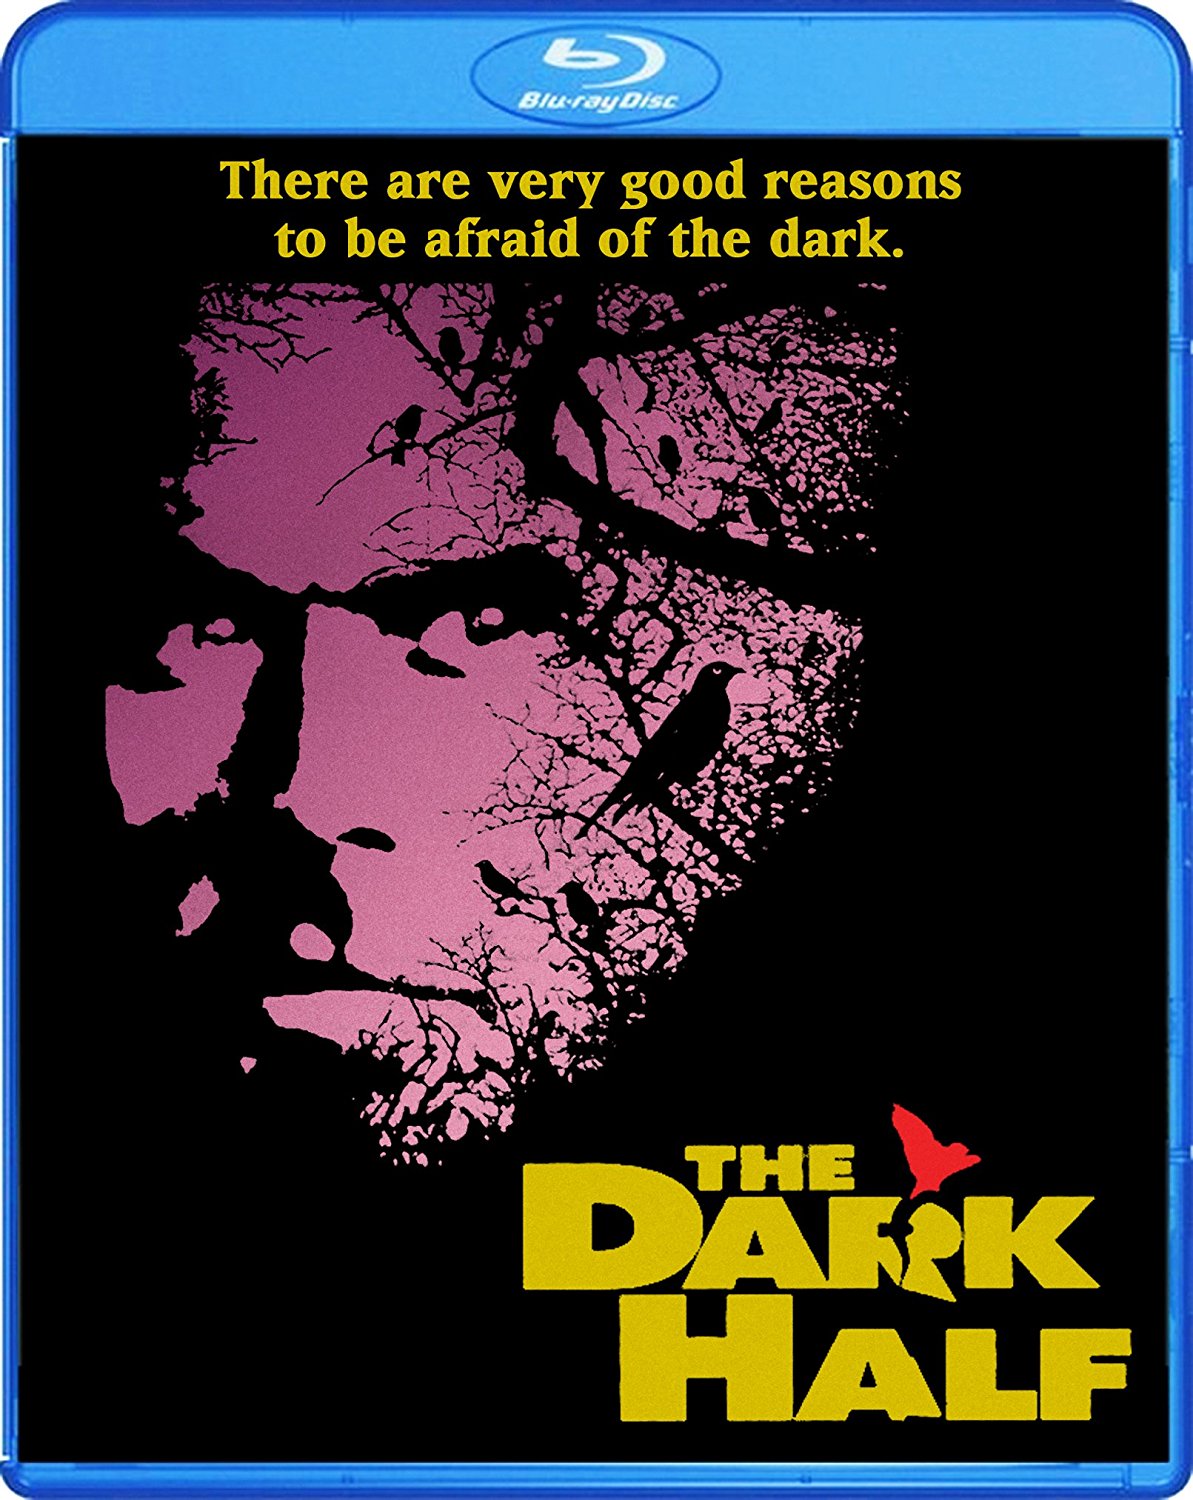 Blu-ray Disc
There are very good reasons
to be afraid of the dark.
THE
DARK
HALF